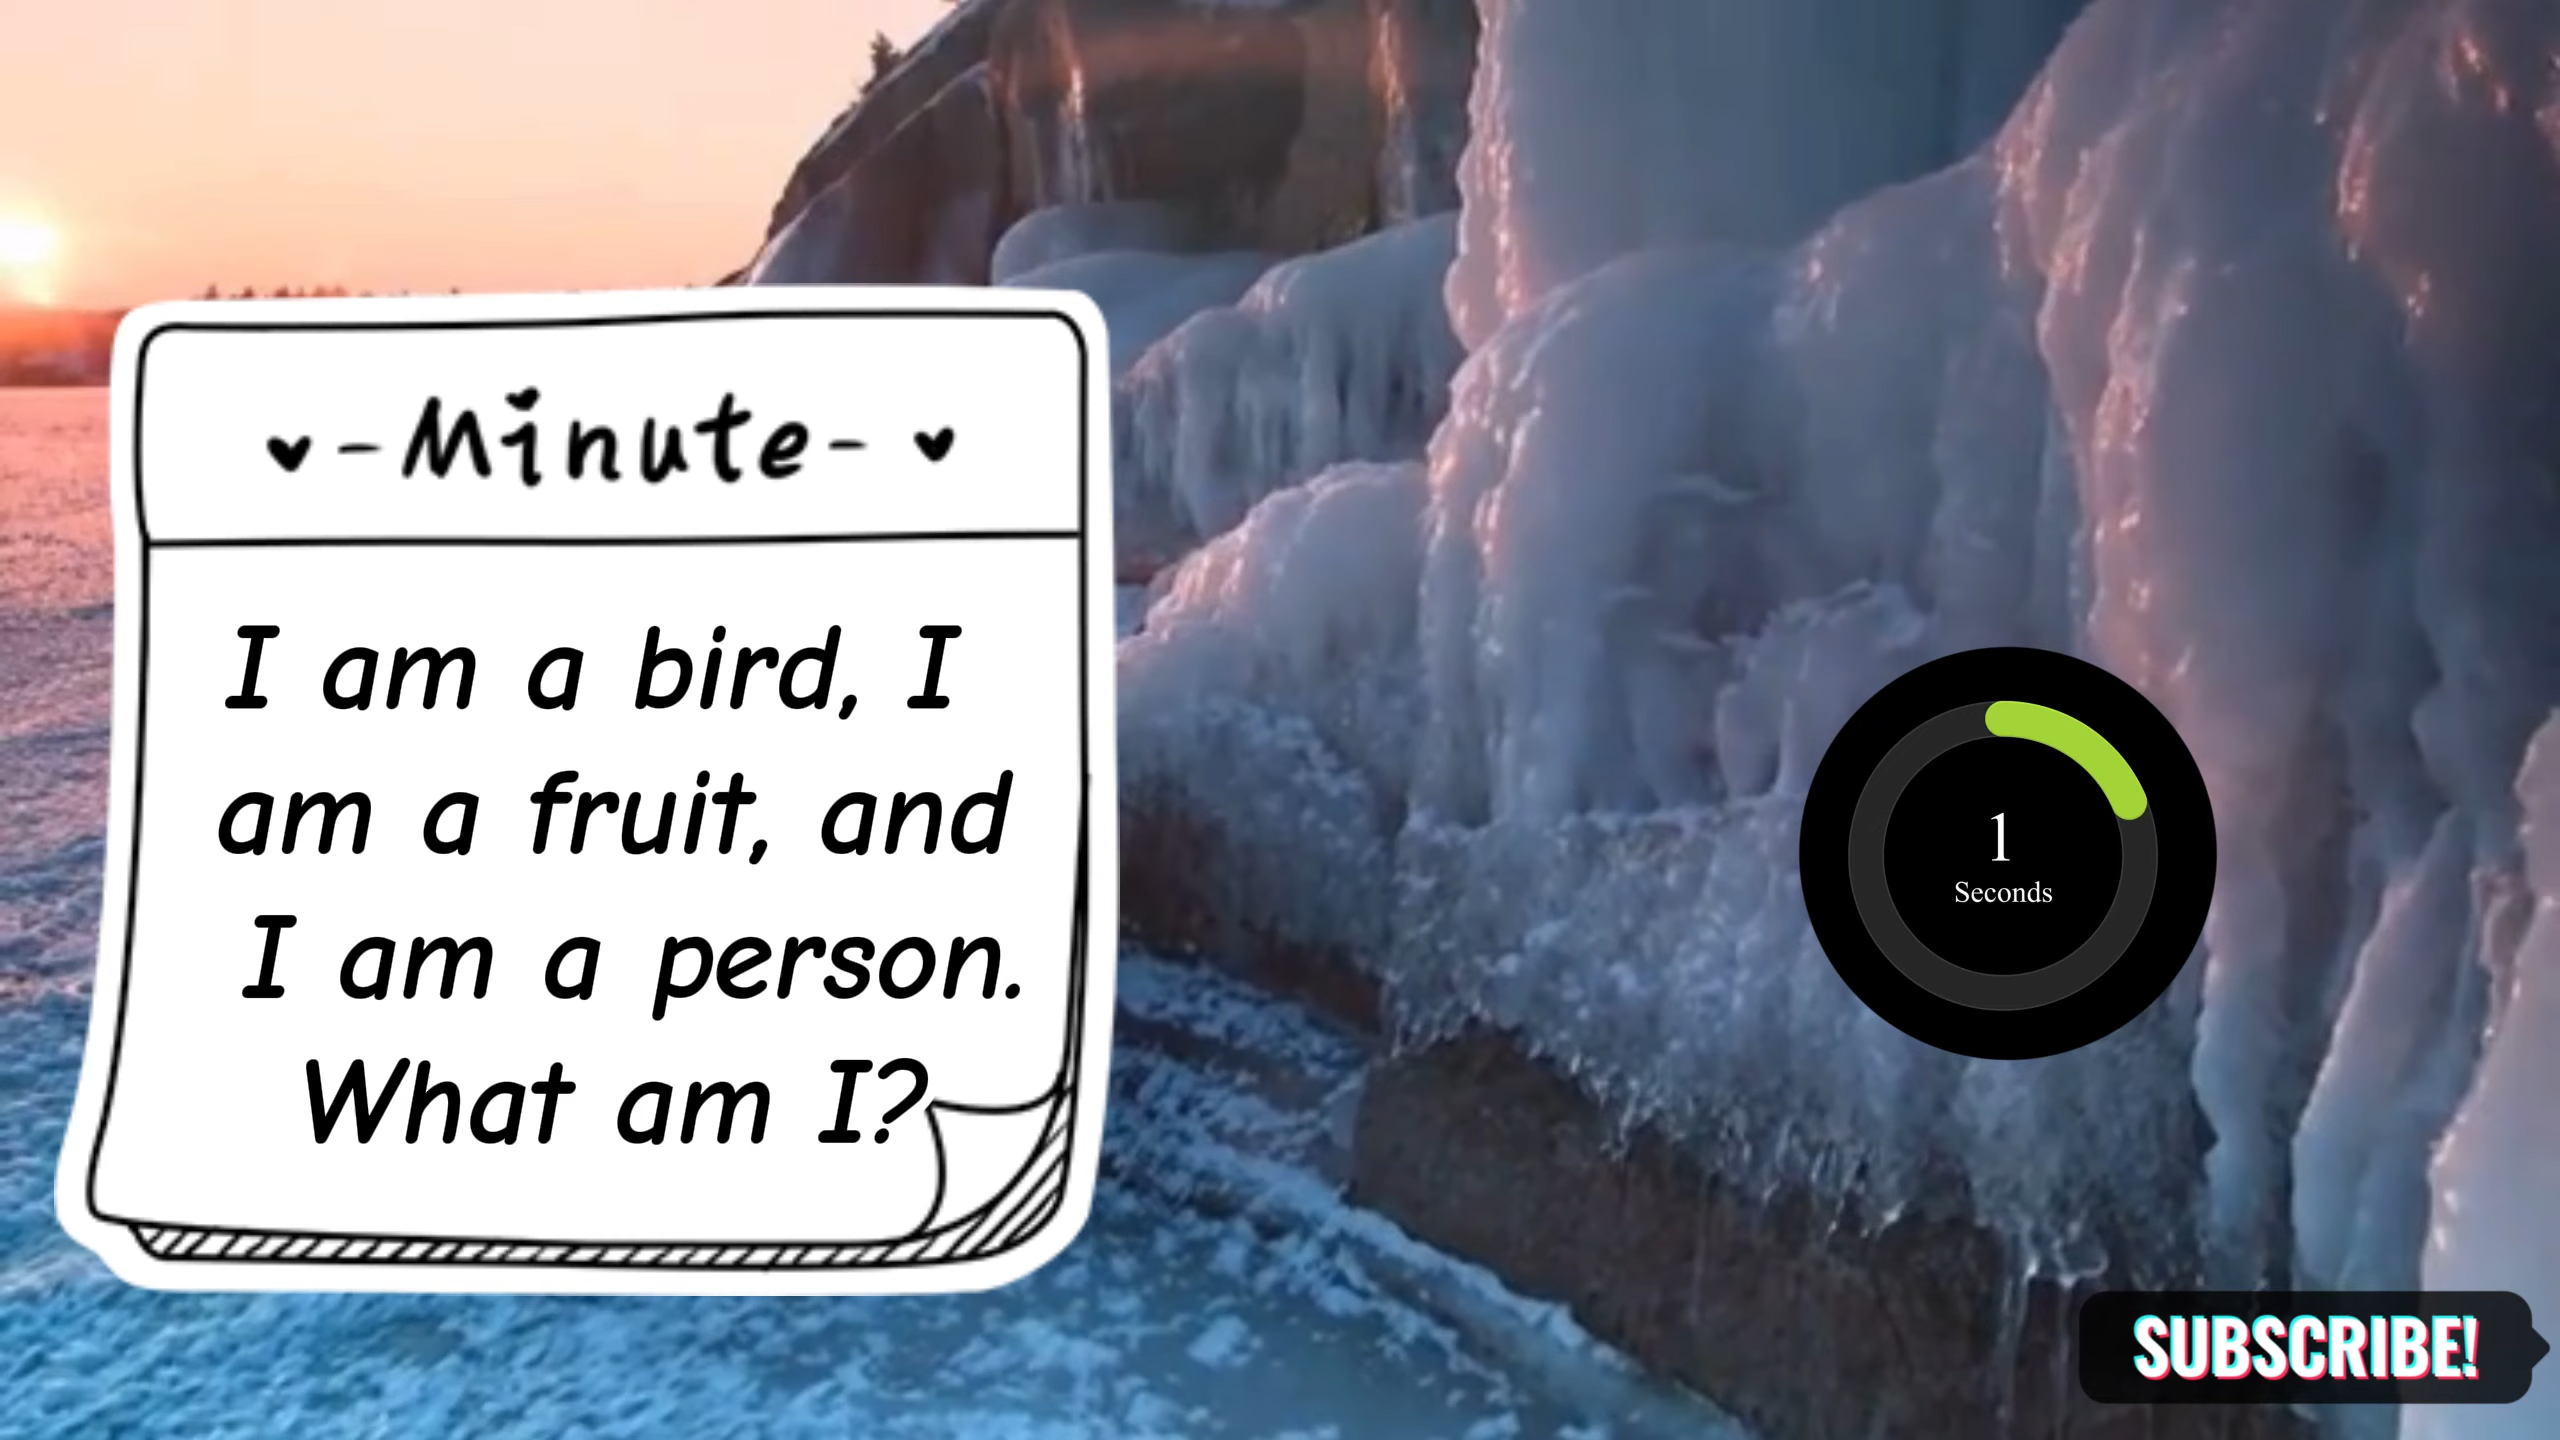 -Minute-
I am a bird, I
am a fruit, and
I am a person.
What am I?
1
Seconds
SUBSCRIBE!